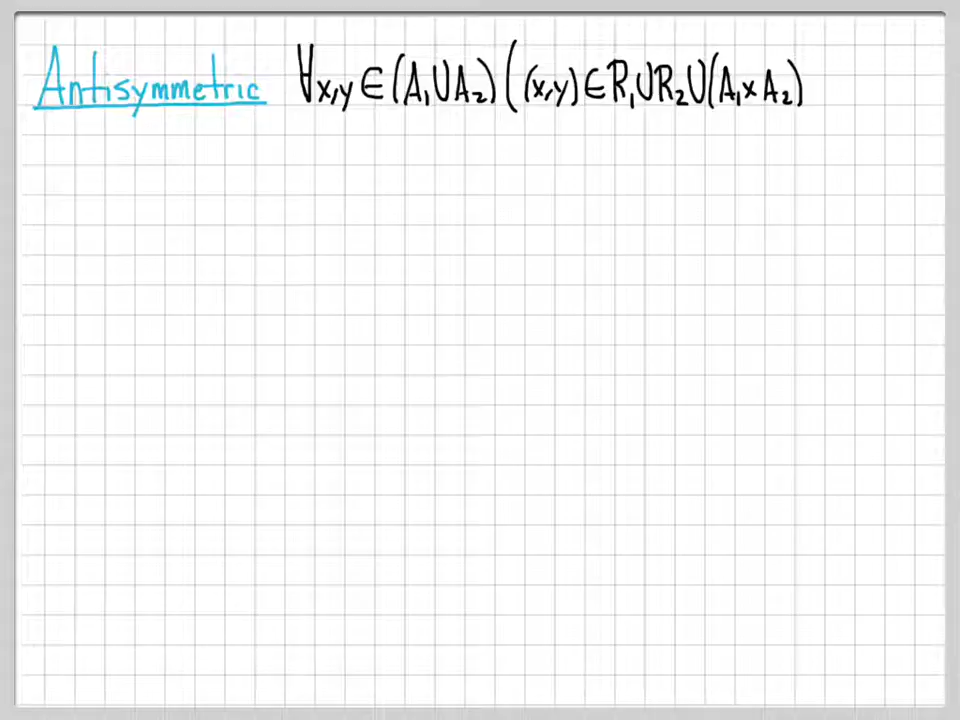 Antisymmetric ∀x,y ∈ (A₁∪A₂) ( (x,y) ∈ R₁∪R₂∪(A₁×A₂)